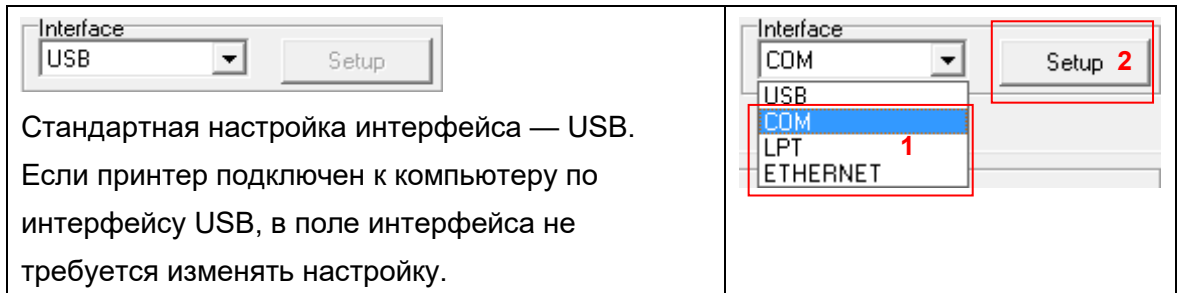 Interface
USB
Setup
Стандартная настройка интерфейса — USB.
Если принтер подключен к компьютеру по
интерфейсу USB, в поле интерфейса не
требуется изменять настройку.
Interface
COM
Setup 2
USB
COM
LPT 1
ETHERNET